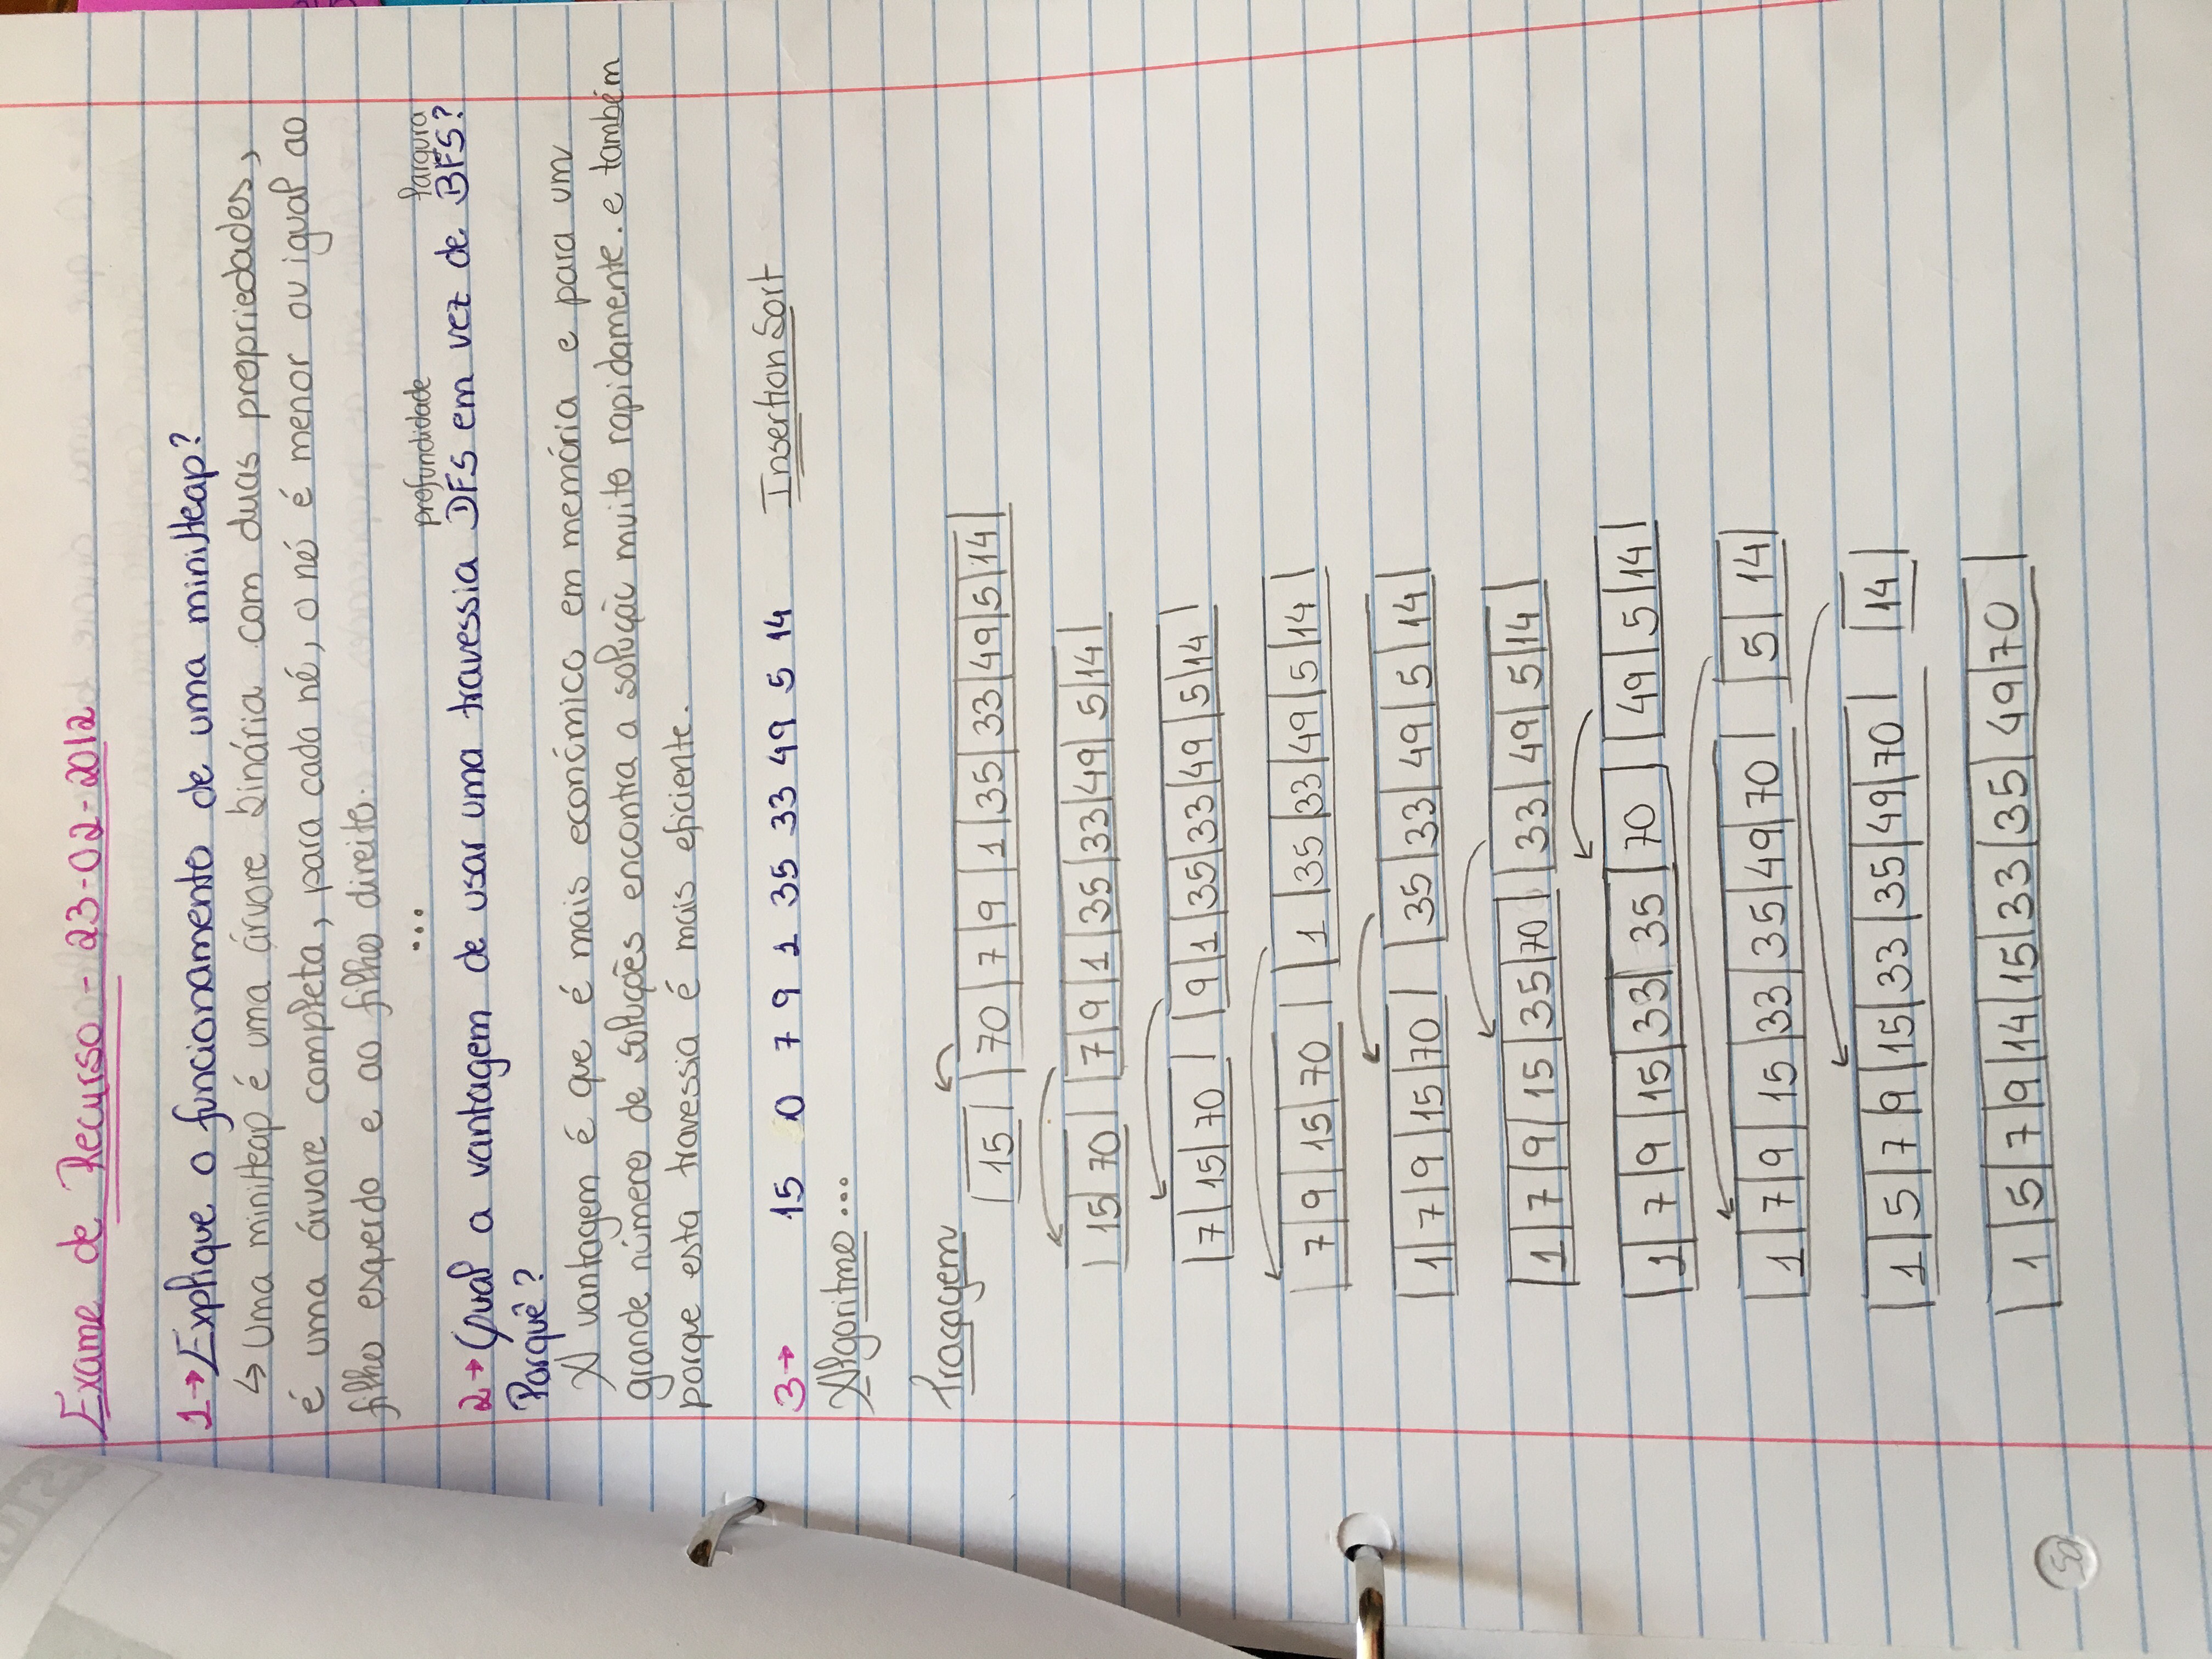 Exame de Recurso - 23-02-2012
1→ Explique o funcionamento de uma miniHeap?
↳ Uma miniHeap é uma árvore binária com duas propriedades,
é uma árvore completa, para cada nó, o nó é menor ou igual ao
filho esquerdo e ao filho direito.
...
profundidade largura
2→ Qual a vantagem de usar uma travessia DFS em vez de BFS?
Porquê?
A vantagem é que é mais económico em memória e para um
grande número de soluções encontra a solução muito rapidamente. e também
porque esta travessia é mais eficiente.
3→ 15 0 7 9 1 35 33 49 5 14 Insertion Sort
Algoritmo...
Traçagem
15 70 7 9 1 35 33 49 5 14
15 70 7 9 1 35 33 49 5 14
7 15 70 9 1 35 33 49 5 14
7 9 15 70 1 35 33 49 5 14
1 7 9 15 70 35 33 49 5 14
1 7 9 15 35 70 33 49 5 14
1 7 9 15 33 35 70 49 5 14
1 7 9 15 33 35 49 70 5 14
1 5 7 9 15 33 35 49 70 14
1 5 7 9 14 15 33 35 49 70